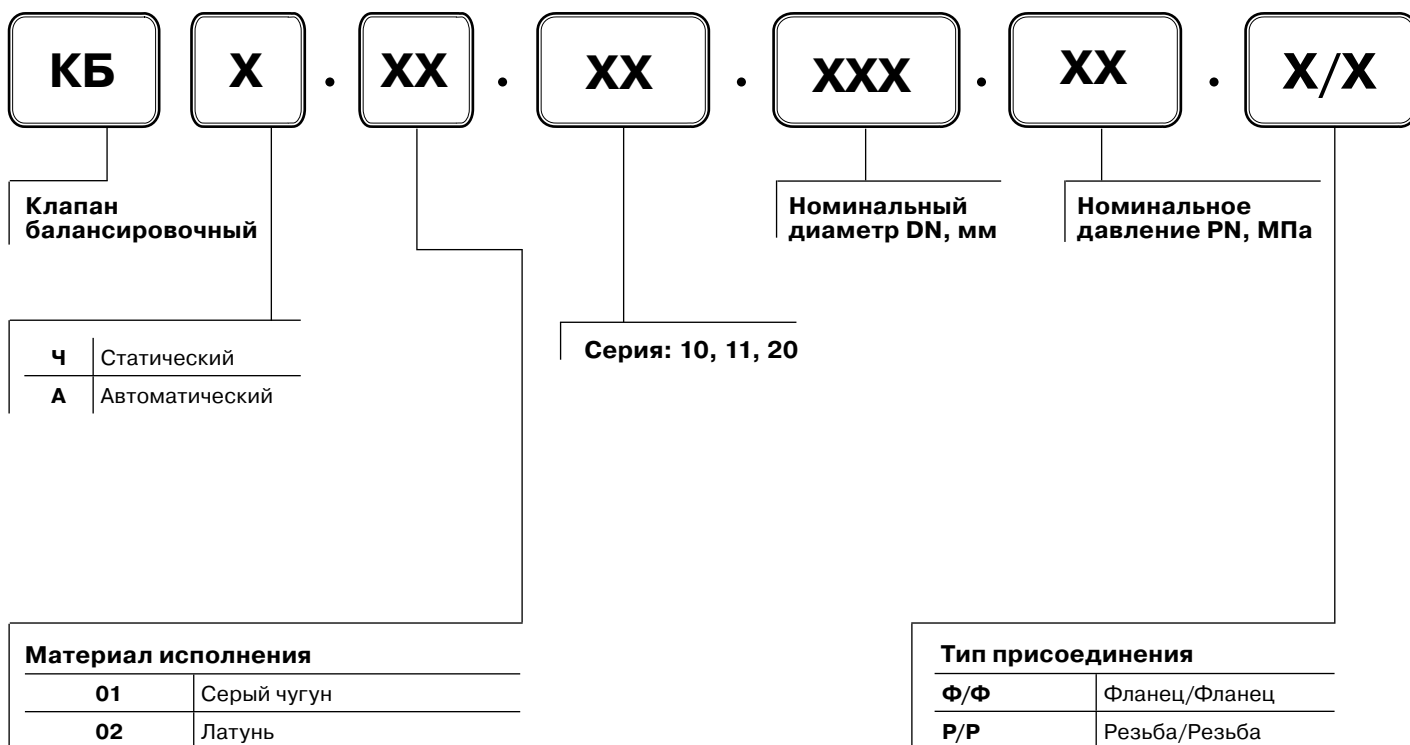 КБ Х . ХХ . ХХ . ХХХ . ХХ . Х/Х
Клапан
балансировочный
Номинальный
диаметр DN, мм
Номинальное
давление PN, МПа
Ч Статический
А Автоматический
Серия: 10, 11, 20
Материал исполнения
01 Серый чугун
02 Латунь
Тип присоединения
Ф/Ф Фланец/Фланец
Р/Р Резьба/Резьба